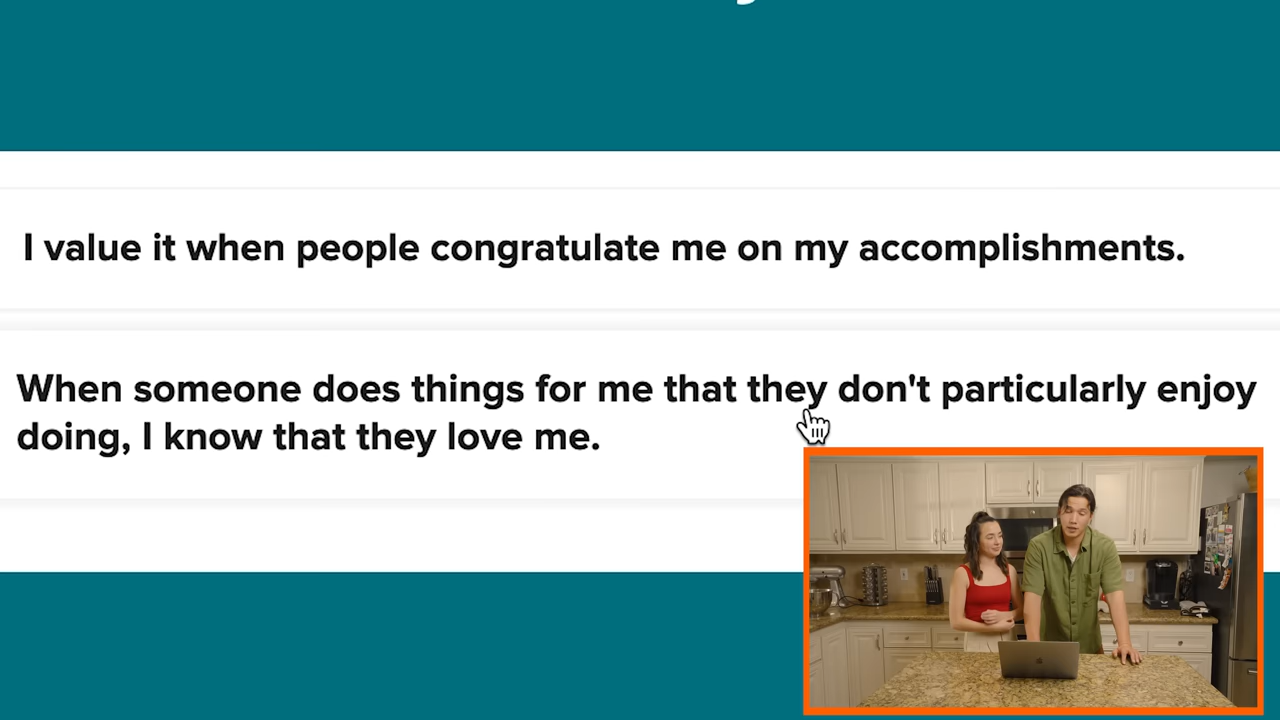 I value it when people congratulate me on my accomplishments.
When someone does things for me that they don't particularly enjoy
doing, I know that they love me.